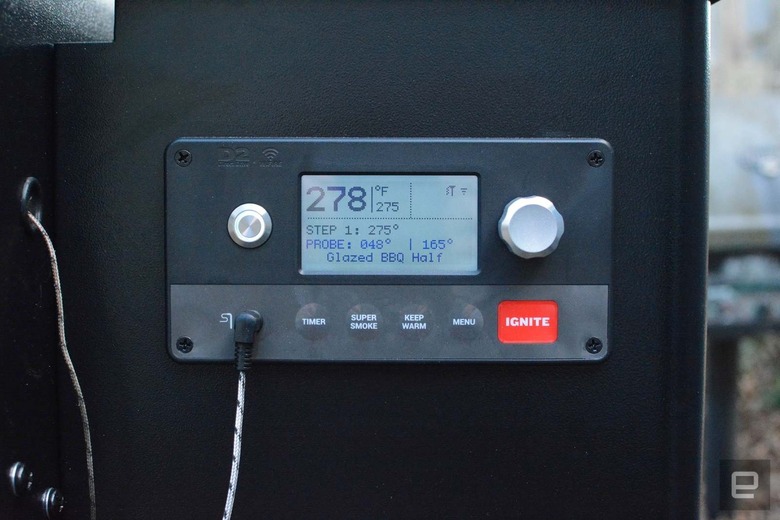 D2
278 °F
275
STEP 1: 275°
PROBE: 048° | 165°
Glazed BBQ Half
TIMER
SUPER SMOKE
KEEP WARM
MENU
IGNITE
e